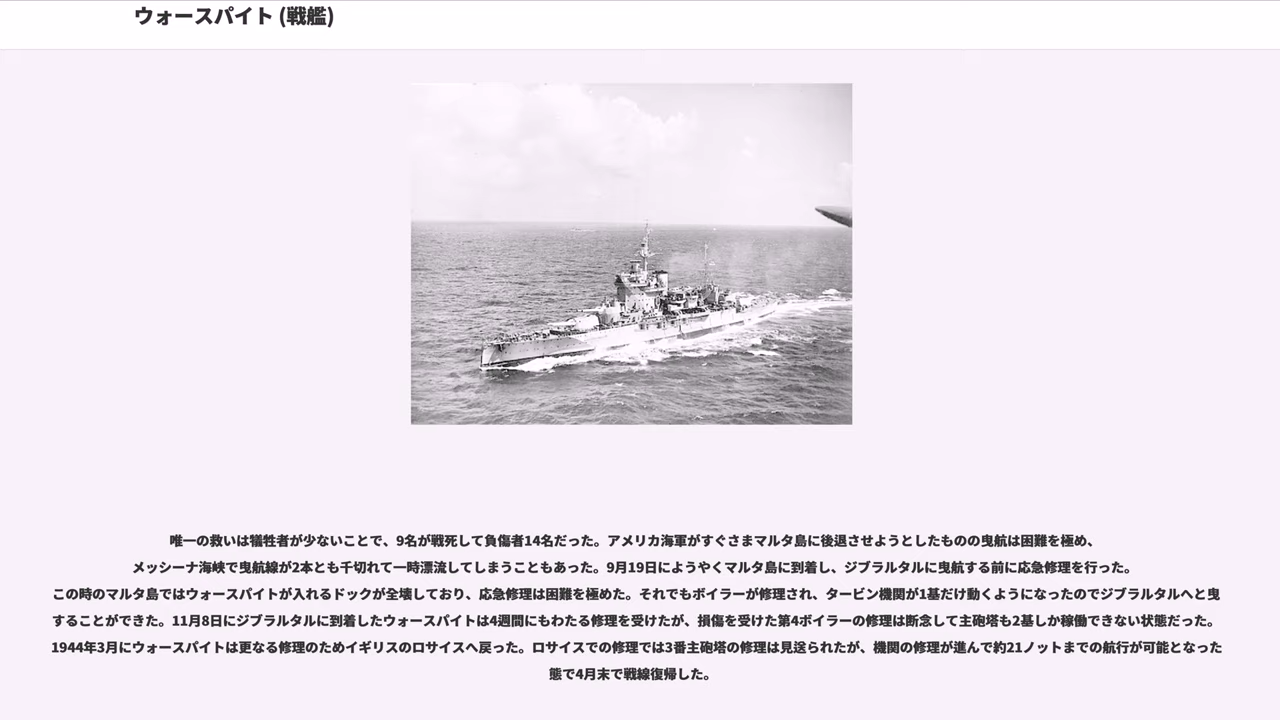 ウォースパイト (戦艦)
唯一の救いは犠牲者が少ないことで、9名が戦死して負傷者14名だった。アメリカ海軍がすぐさまマルタ島に後退させようとしたものの曳航は困難を極め、
メッシーナ海峡で曳航線が2本とも千切れて一時漂流してしまうこともあった。9月19日にようやくマルタ島に到着し、ジブラルタルに曳航する前に応急修理を行った。
この時のマルタ島ではウォースパイトが入れるドックが全壊しており、応急修理は困難を極めた。それでもボイラーが修理され、タービン機関が1基だけ動くようになったのでジブラルタルへと曳
することができた。11月8日にジブラルタルに到着したウォースパイトは4週間にもわたる修理を受けたが、損傷を受けた第4ボイラーの修理は断念して主砲塔も2基しか稼働できない状態だった。
1944年3月にウォースパイトは更なる修理のためイギリスのロサイスへ戻った。ロサイスでの修理では3番主砲塔の修理は見送られたが、機関の修理が進んで約21ノットまでの航行が可能となった
態で4月末で戦線復帰した。